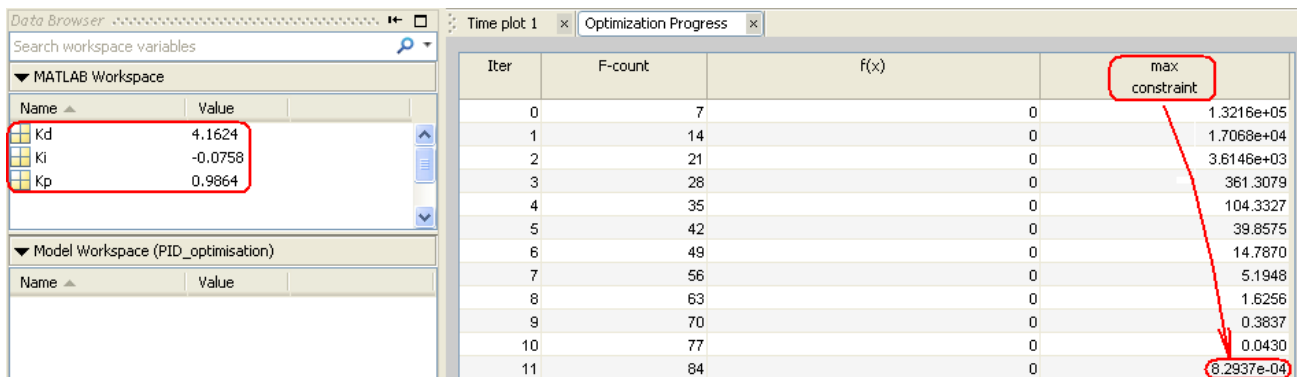 Data Browser
Search workspace variables
MATLAB Workspace
Name Value
Kd 4.1624
Ki -0.0758
Kp 0.9864
Model Workspace (PID_optimisation)
Name Value
Time plot 1 × Optimization Progress ×
Iter F-count f(x) max
constraint
0 7 0 1.3216e+05
1 14 0 1.7068e+04
2 21 0 3.6146e+03
3 28 0 361.3079
4 35 0 104.3327
5 42 0 39.8575
6 49 0 14.7870
7 56 0 5.1948
8 63 0 1.6256
9 70 0 0.3837
10 77 0 0.0430
11 84 0 8.2937e-04